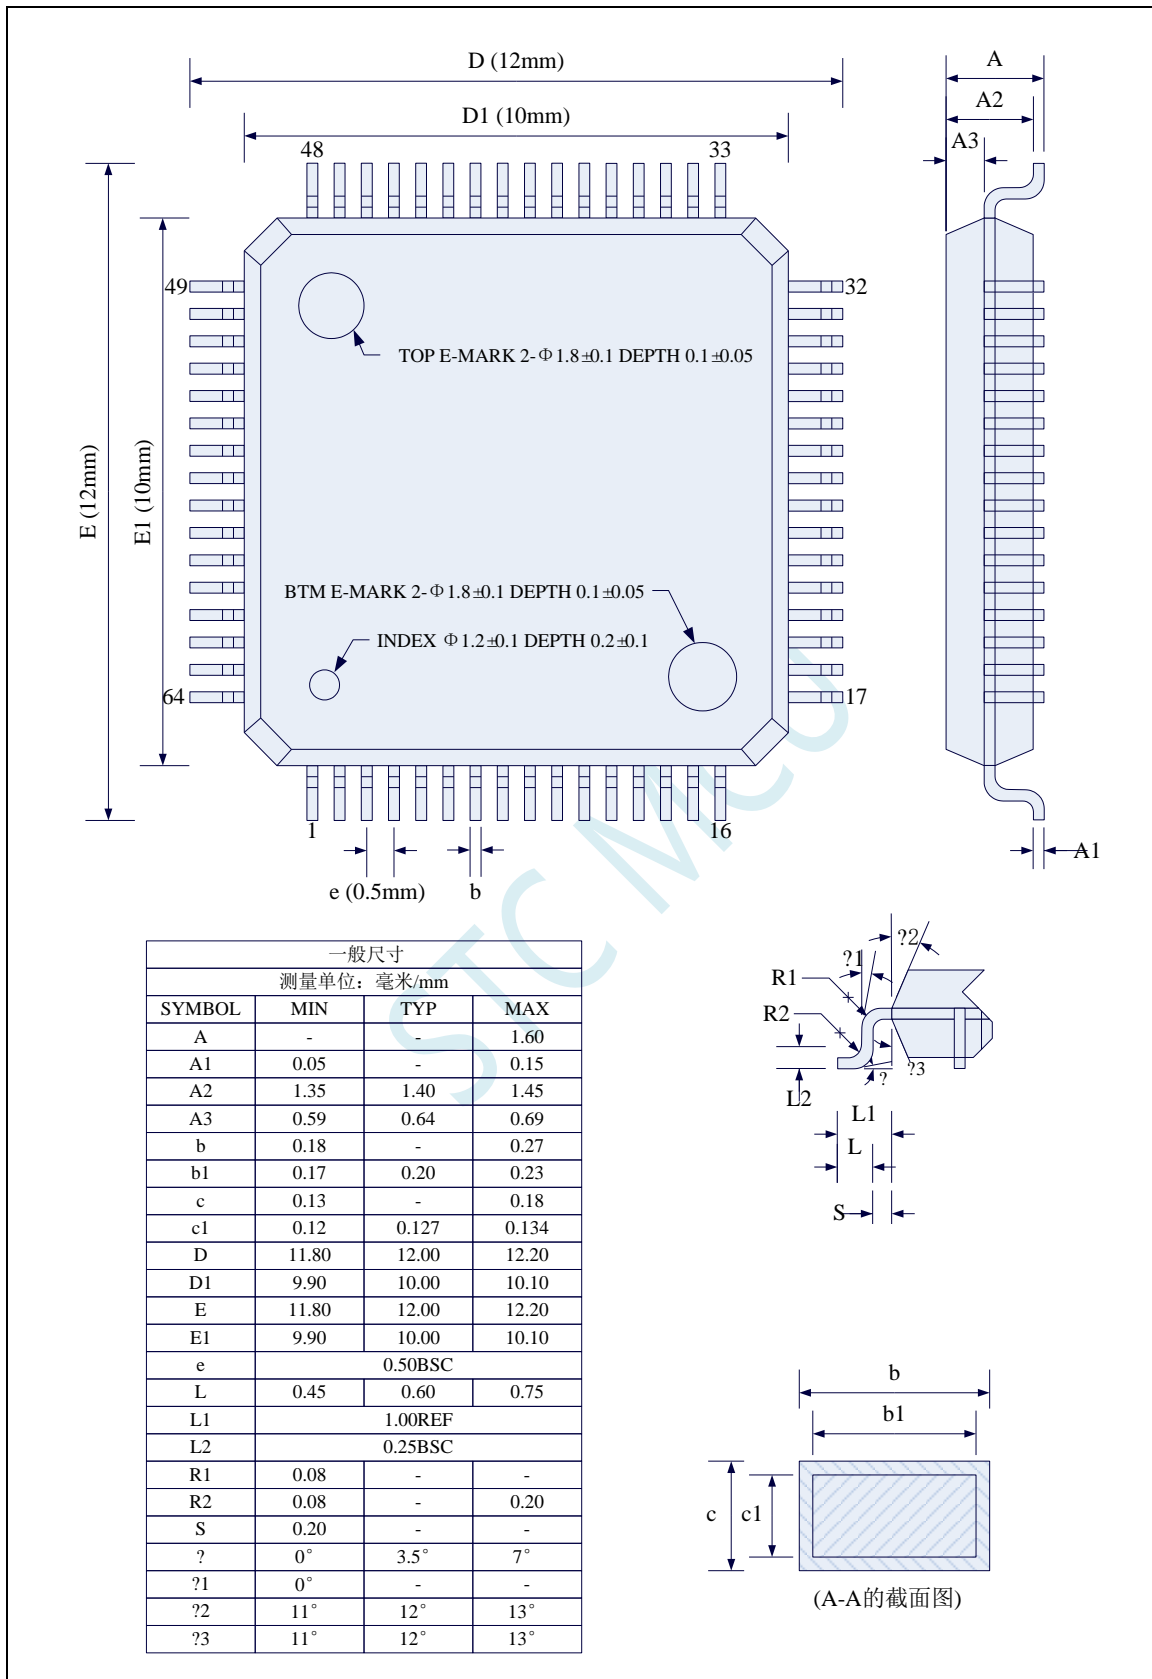 D (12mm)
D1 (10mm)
A
A2
A3
48
33
49
32
TOP E-MARK 2-Φ1.8±0.1 DEPTH 0.1±0.05
E (12mm)
E1 (10mm)
BTM E-MARK 2-Φ1.8±0.1 DEPTH 0.1±0.05
INDEX Φ1.2±0.1 DEPTH 0.2±0.1
64
17
1
16
A1
e (0.5mm)
b
STC MCU
一般尺寸
测量单位：毫米/mm
SYMBOL MIN TYP MAX
A - - 1.60
A1 0.05 - 0.15
A2 1.35 1.40 1.45
A3 0.59 0.64 0.69
b 0.18 - 0.27
b1 0.17 0.20 0.23
c 0.13 - 0.18
c1 0.12 0.127 0.134
D 11.80 12.00 12.20
D1 9.90 10.00 10.10
E 11.80 12.00 12.20
E1 9.90 10.00 10.10
e 0.50BSC
L 0.45 0.60 0.75
L1 1.00REF
L2 0.25BSC
R1 0.08 - -
R2 0.08 - 0.20
S 0.20 - -
? 0° 3.5° 7°
?1 0° - -
?2 11° 12° 13°
?3 11° 12° 13°
?2
?1
R1
R2
?3
?
L2
L1
L
S
b
b1
c
c1
(A-A的截面图)